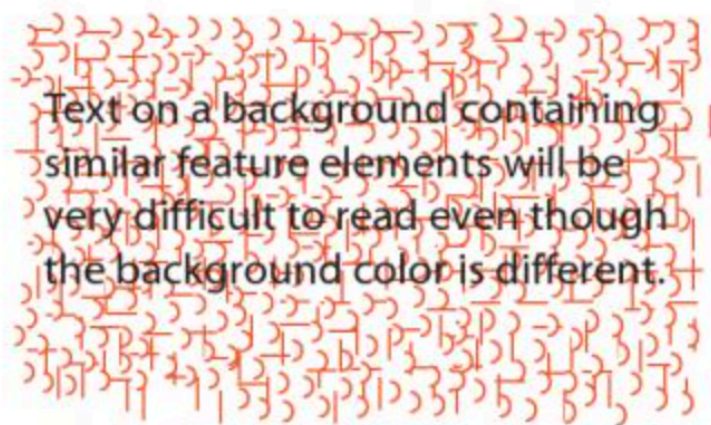 Text on a background containing
similar feature elements will be
very difficult to read even though
the background color is different.